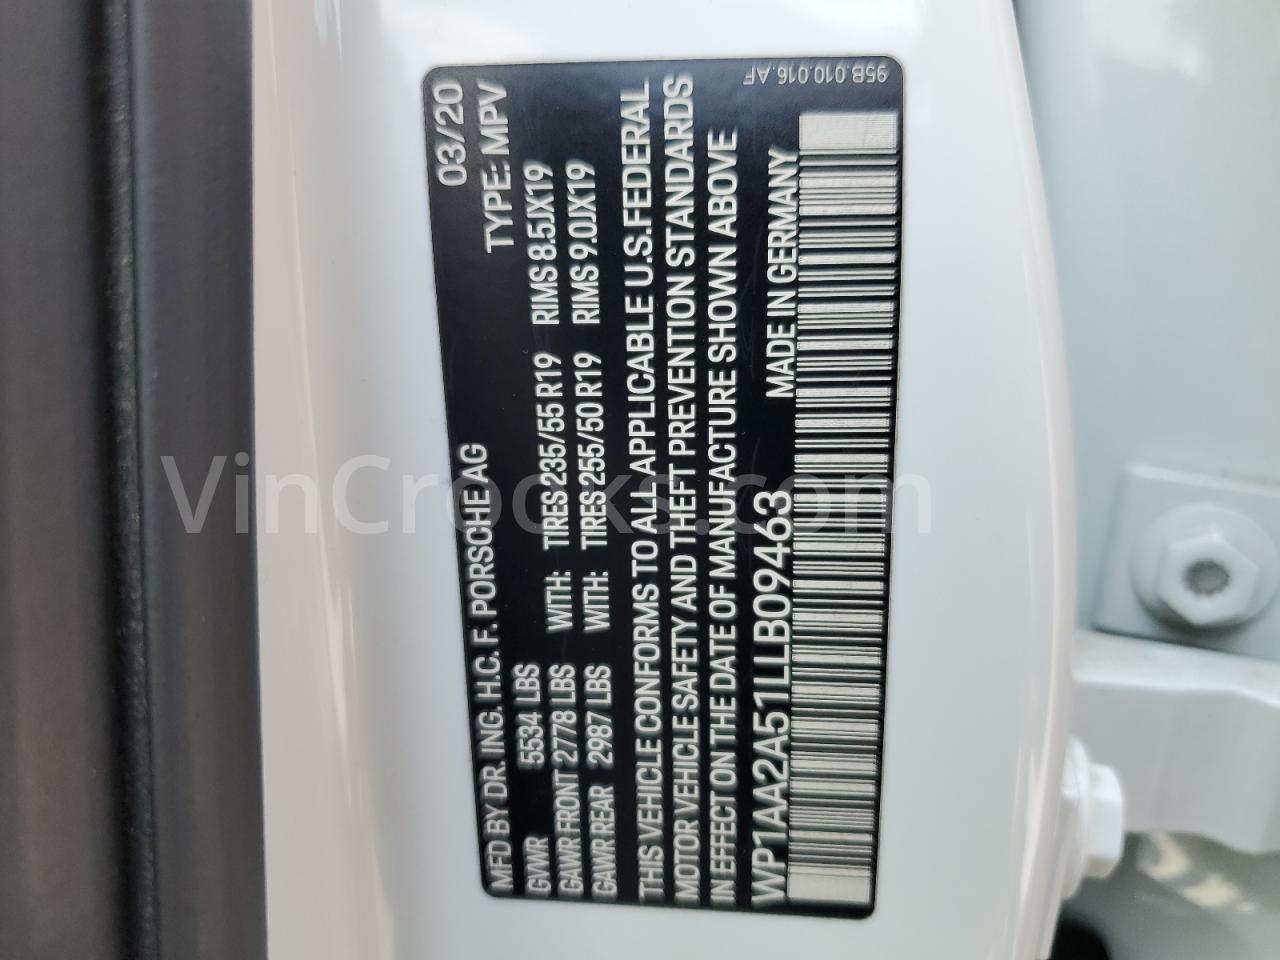 MFD BY DR. ING. H.C. F. PORSCHE AG 03/20
GVWR 5534 LBS TYPE: MPV
GAWR FRONT 2778 LBS WITH: TIRES 235/55 R19 RIMS 8.5JX19
GAWR REAR 2987 LBS WITH: TIRES 255/50 R19 RIMS 9.0JX19
THIS VEHICLE CONFORMS TO ALL APPLICABLE U.S.FEDERAL
MOTOR VEHICLE SAFETY AND THEFT PREVENTION STANDARDS
IN EFFECT ON THE DATE OF MANUFACTURE SHOWN ABOVE
WP1AA2A51LLB09463 MADE IN GERMANY
95B.010.016.AF
VinCrooks.com